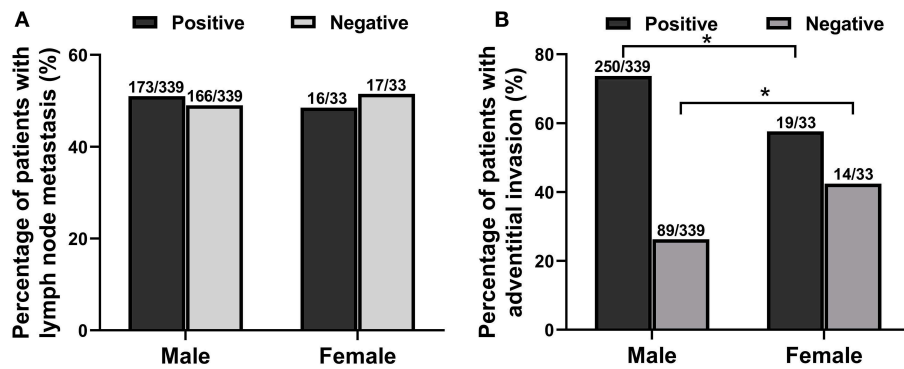 A
Positive
Negative
Percentage of patients with
lymph node metastasis (%)
60
40
20
0
173/339
166/339
16/33
17/33
Male
Female
B
Positive
Negative
Percentage of patients with
adventitial invasion (%)
80
60
40
20
0
250/339
*
*
19/33
14/33
89/339
Male
Female